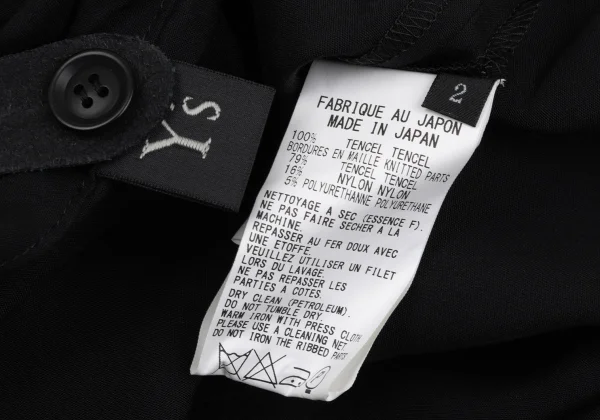 Y's
2
FABRIQUE AU JAPON
MADE IN JAPAN
100% TENCEL TENCEL
BORDURES EN MAILLE KNITTED PARTS
79% TENCEL TENCEL
16% NYLON NYLON
5% POLYURETHANNE POLYURETHANE
NETTOYAGE A SEC (ESSENCE F).
NE PAS FAIRE SECHER A LA
MACHINE.
REPASSER AU FER DOUX AVEC
UNE ETOFFE.
VEUILLEZ UTILISER UN FILET
LORS DU LAVAGE.
NE PAS REPASSER LES
PARTIES A COTES.
DRY CLEAN (PETROLEUM).
DO NOT TUMBLE DRY.
WARM IRON WITH PRESS CLOTH
PLEASE USE A CLEANING NET
DO NOT IRON THE RIBBED PARTS